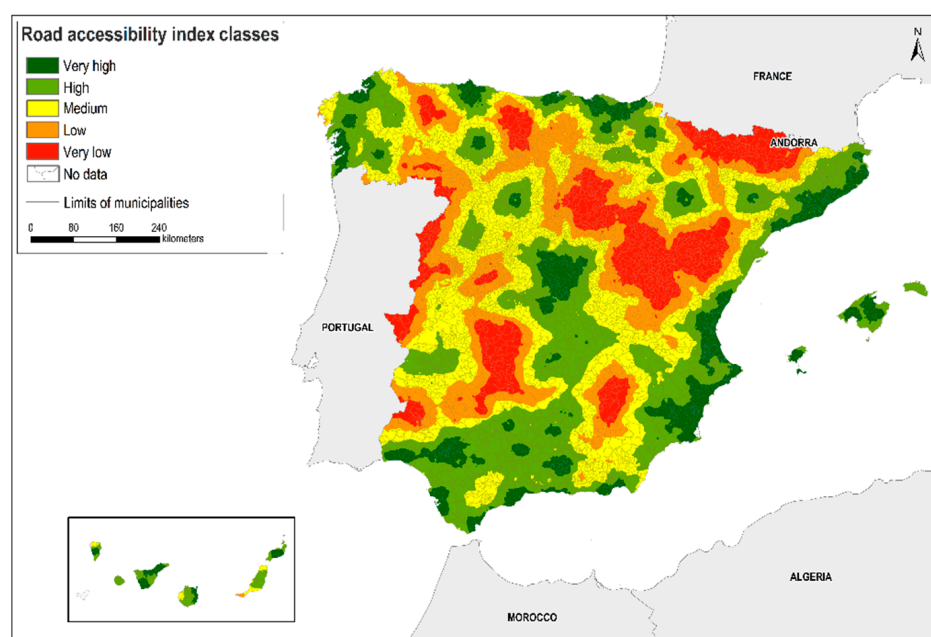 Road accessibility index classes
Very high
High
Medium
Low
Very low
No data
Limits of municipalities
0 80 160 240
kilometers
N
FRANCE
ANDORRA
PORTUGAL
ALGERIA
MOROCCO